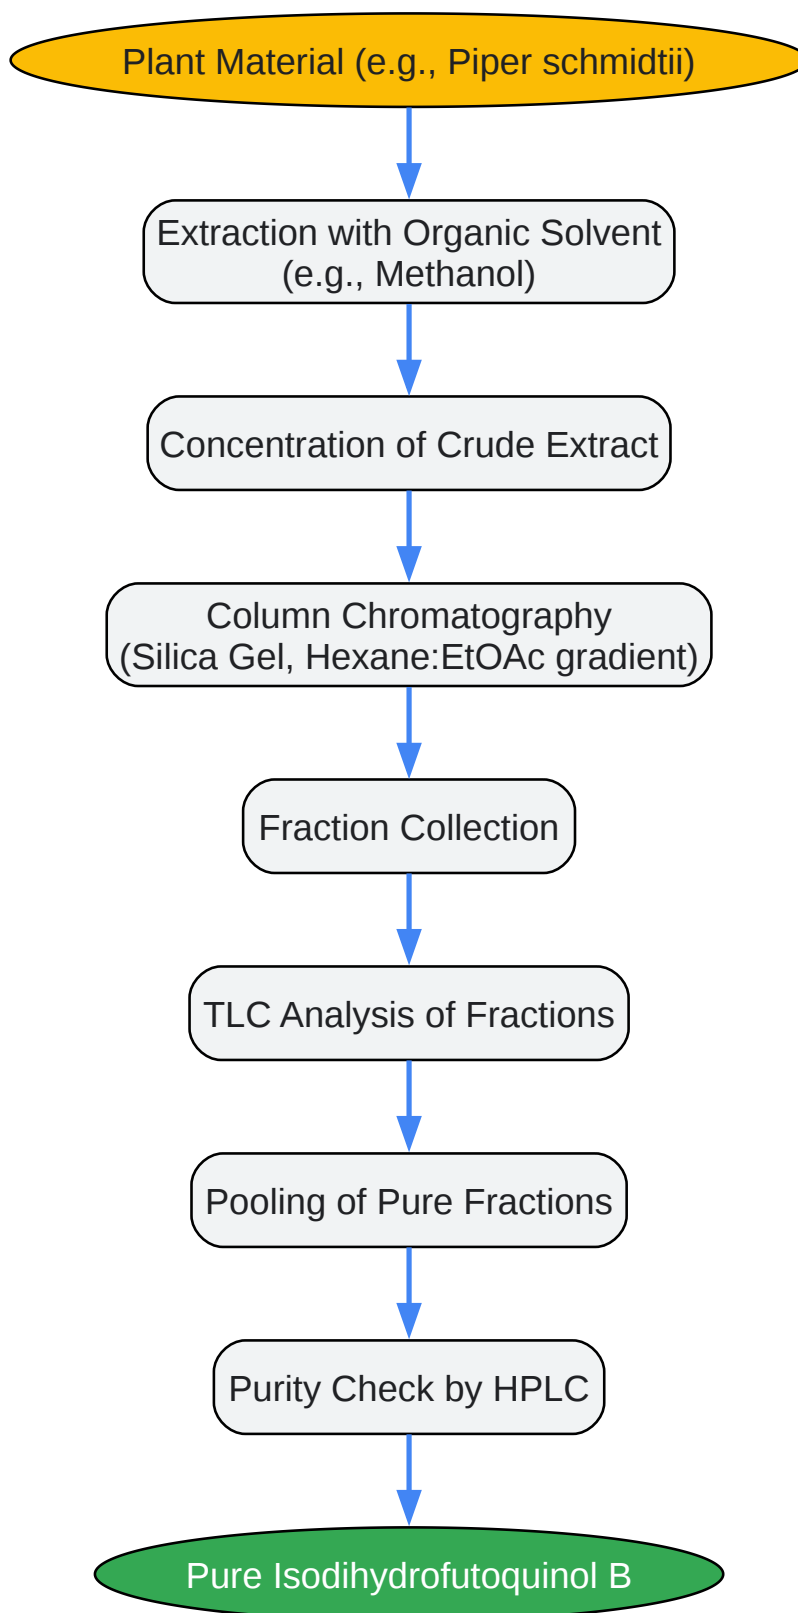 Plant Material (e.g., Piper schmidtii)
Extraction with Organic Solvent
(e.g., Methanol)
Concentration of Crude Extract
Column Chromatography
(Silica Gel, Hexane:EtOAc gradient)
Fraction Collection
TLC Analysis of Fractions
Pooling of Pure Fractions
Purity Check by HPLC
Pure Isodihydrofutoquinol B